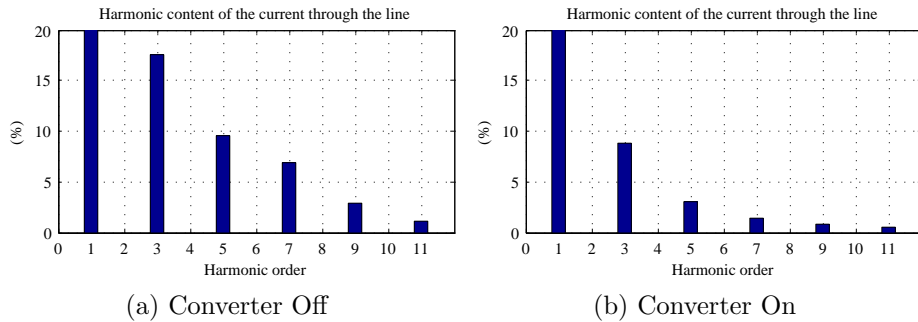 Harmonic content of the current through the line
20
15
10
5
0
(%)
0 1 2 3 4 5 6 7 8 9 10 11
Harmonic order
(a) Converter Off
Harmonic content of the current through the line
20
15
10
5
0
(%)
0 1 2 3 4 5 6 7 8 9 10 11
Harmonic order
(b) Converter On